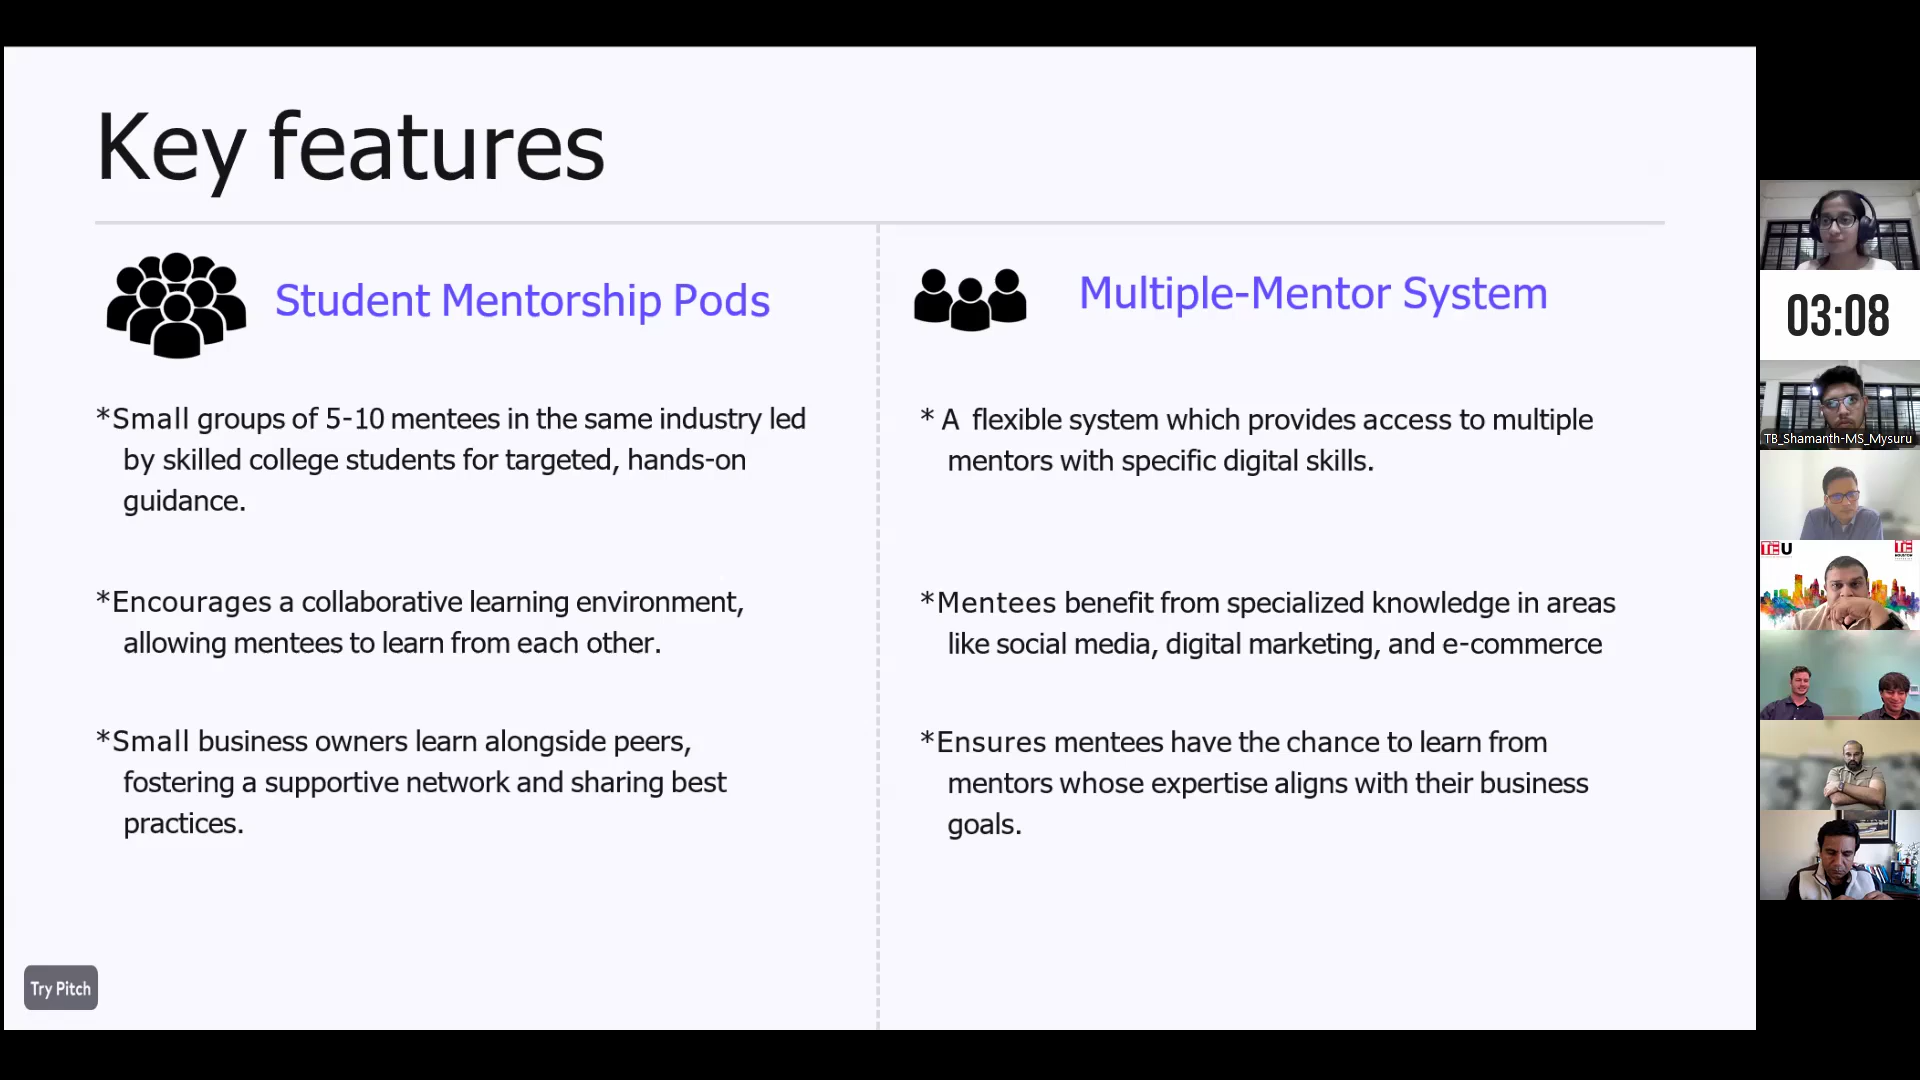 Key features
Student Mentorship Pods
*Small groups of 5-10 mentees in the same industry led
by skilled college students for targeted, hands-on
guidance.
*Encourages a collaborative learning environment,
allowing mentees to learn from each other.
*Small business owners learn alongside peers,
fostering a supportive network and sharing best
practices.
Multiple-Mentor System
* A flexible system which provides access to multiple
mentors with specific digital skills.
*Mentees benefit from specialized knowledge in areas
like social media, digital marketing, and e-commerce
*Ensures mentees have the chance to learn from
mentors whose expertise aligns with their business
goals.
Try Pitch
03:08
TB_Shamanth-MS_Mysuru